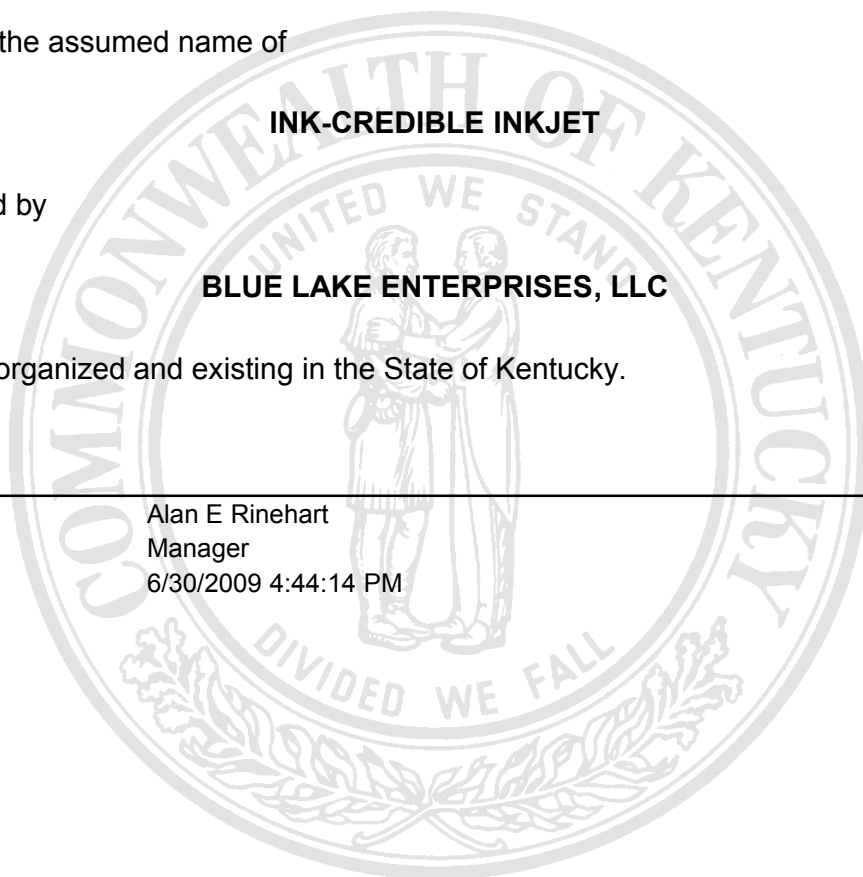 the assumed name of
INK-CREDIBLE INKJET
d by
BLUE LAKE ENTERPRISES, LLC
organized and existing in the State of Kentucky.
Alan E Rinehart
Manager
6/30/2009 4:44:14 PM
COMMONWEALTH OF KENTUCKY
UNITED WE STAND
DIVIDED WE FALL